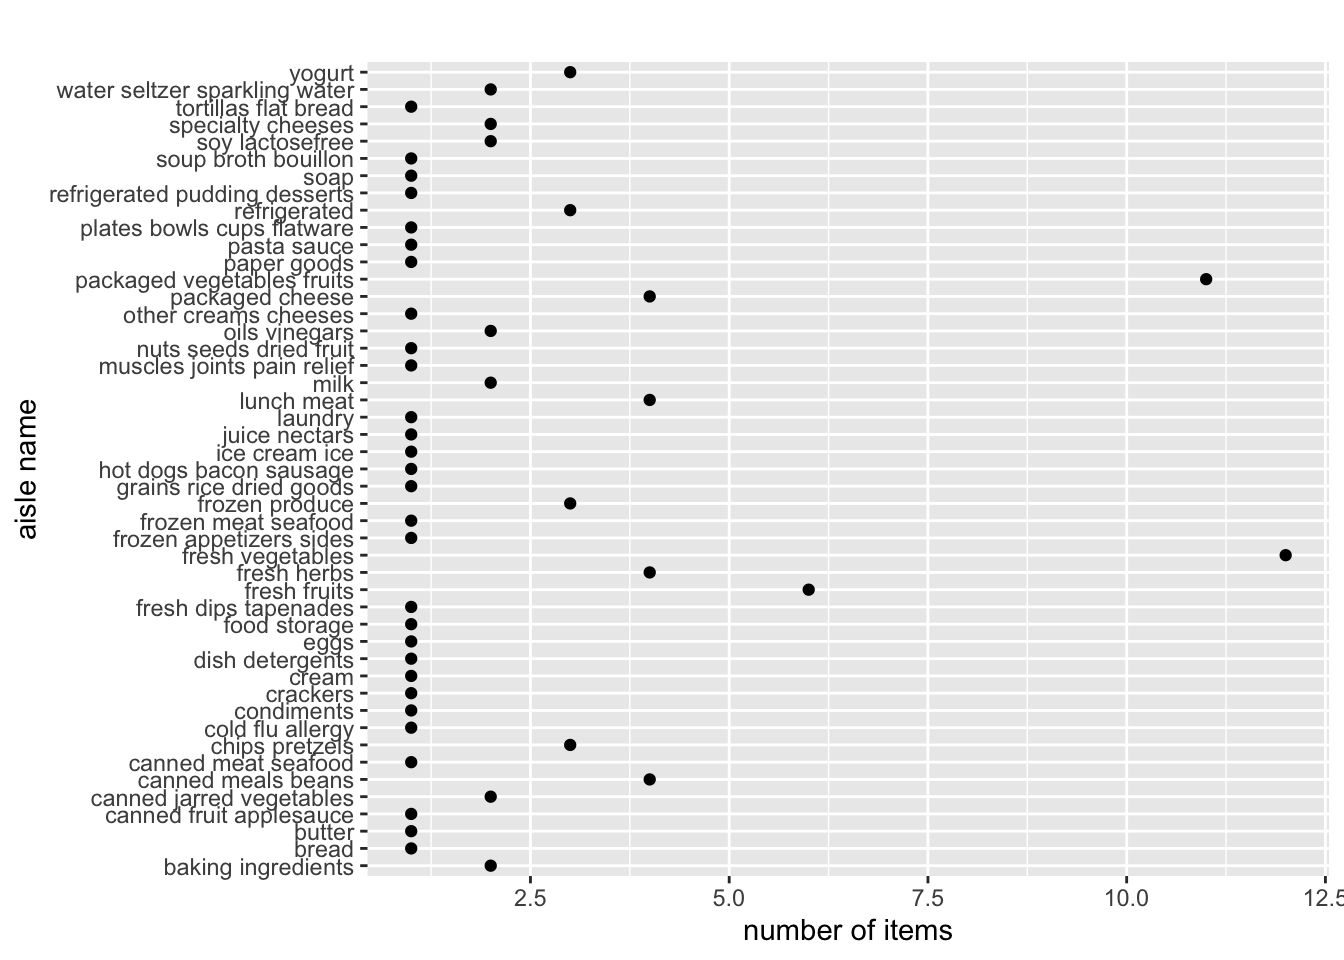 yogurt
water seltzer sparkling water
tortillas flat bread
specialty cheeses
soy lactosefree
soup broth bouillon
soap
refrigerated pudding desserts
refrigerated
plates bowls cups flatware
pasta sauce
paper goods
packaged vegetables fruits
packaged cheese
other creams cheeses
oils vinegars
nuts seeds dried fruit
muscles joints pain relief
milk
lunch meat
laundry
juice nectars
ice cream ice
hot dogs bacon sausage
grains rice dried goods
frozen produce
frozen meat seafood
frozen appetizers sides
fresh vegetables
fresh herbs
fresh fruits
fresh dips tapenades
food storage
eggs
dish detergents
cream
crackers
condiments
cold flu allergy
chips pretzels
canned meat seafood
canned meals beans
canned jarred vegetables
canned fruit applesauce
butter
bread
baking ingredients
aisle name
2.5 5.0 7.5 10.0 12.5
number of items